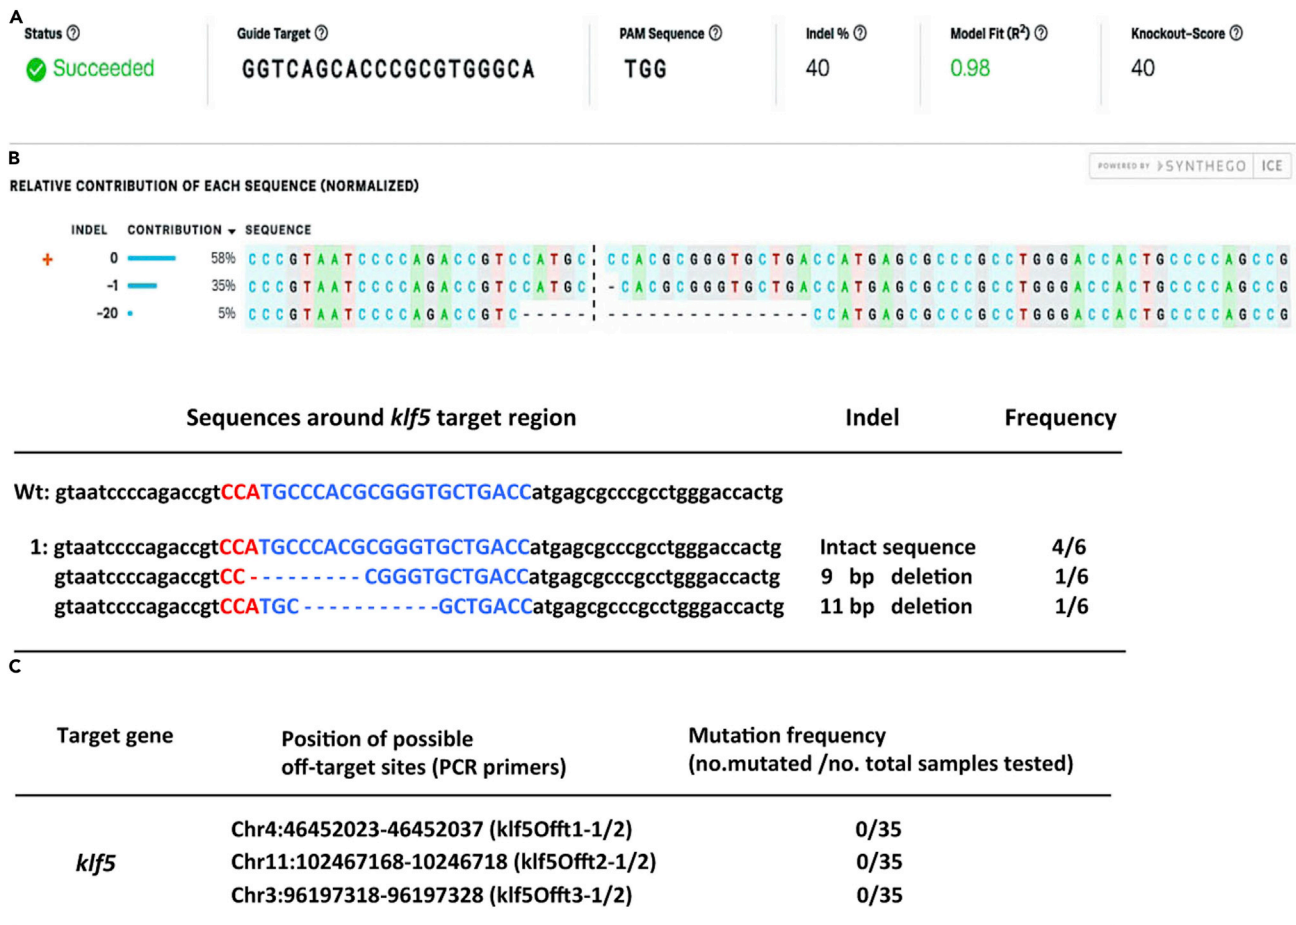 A
Status ? Guide Target ? PAM Sequence ? Indel % ? Model Fit (R²) ? Knockout-Score ?
Succeeded GGTCAGCACCCGCGTGGGCA TGG 40 0.98 40
B
POWERED BY SYNTHEGO ICE
RELATIVE CONTRIBUTION OF EACH SEQUENCE (NORMALIZED)
INDEL CONTRIBUTION SEQUENCE
+ 0 58% CCCGTAATCCCCAGACCGTCCATGC CCACGCGGGTGCTGACCATGAGCGCCCGCCTGGGACCACTGCCCCAGCCG
-1 35% CCCGTAATCCCCAGACCGTCCATGC -CACGCGGGTGCTGACCATGAGCGCCCGCCTGGGACCACTGCCCCAGCCG
-20 5% CCCGTAATCCCCAGACCGTC----- ---------------CCATGAGCGCCCGCCTGGGACCACTGCCCCAGCCG
Sequences around klf5 target region Indel Frequency
Wt: gtaatccccagaccgtCCATGCCCACGCGGGTGCTGACCatgagcgcccgcctgggaccactg
1: gtaatccccagaccgtCCATGCCCACGCGGGTGCTGACCatgagcgcccgcctgggaccactg Intact sequence 4/6
gtaatccccagaccgtCC- - - - - - - - -CGGGTGCTGACCatgagcgcccgcctgggaccactg 9 bp deletion 1/6
gtaatccccagaccgtCCATGC- - - - - - - - - - -GCTGACCatgagcgcccgcctgggaccactg 11 bp deletion 1/6
C
Target gene Position of possible off-target sites (PCR primers) Mutation frequency (no.mutated /no. total samples tested)
Chr4:46452023-46452037 (klf5Offt1-1/2) 0/35
klf5 Chr11:102467168-10246718 (klf5Offt2-1/2) 0/35
Chr3:96197318-96197328 (klf5Offt3-1/2) 0/35